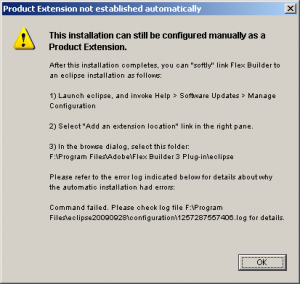 Product Extension not established automatically
This installation can still be configured manually as a
Product Extension.
After this installation completes, you can "softly" link Flex Builder to
an eclipse installation as follows:
1) Launch eclipse, and invoke Help > Software Updates > Manage
Configuration
2) Select "Add an extension location" link in the right pane.
3) In the browse dialog, select this folder:
F:\Program Files\Adobe\Flex Builder 3 Plug-in\eclipse
Please refer to the error log indicated below for details about why
the automatic installation had errors:
Command failed. Please check log file F:\Program
Files\eclipse20090928\configuration\1257287557406.log for details.
OK